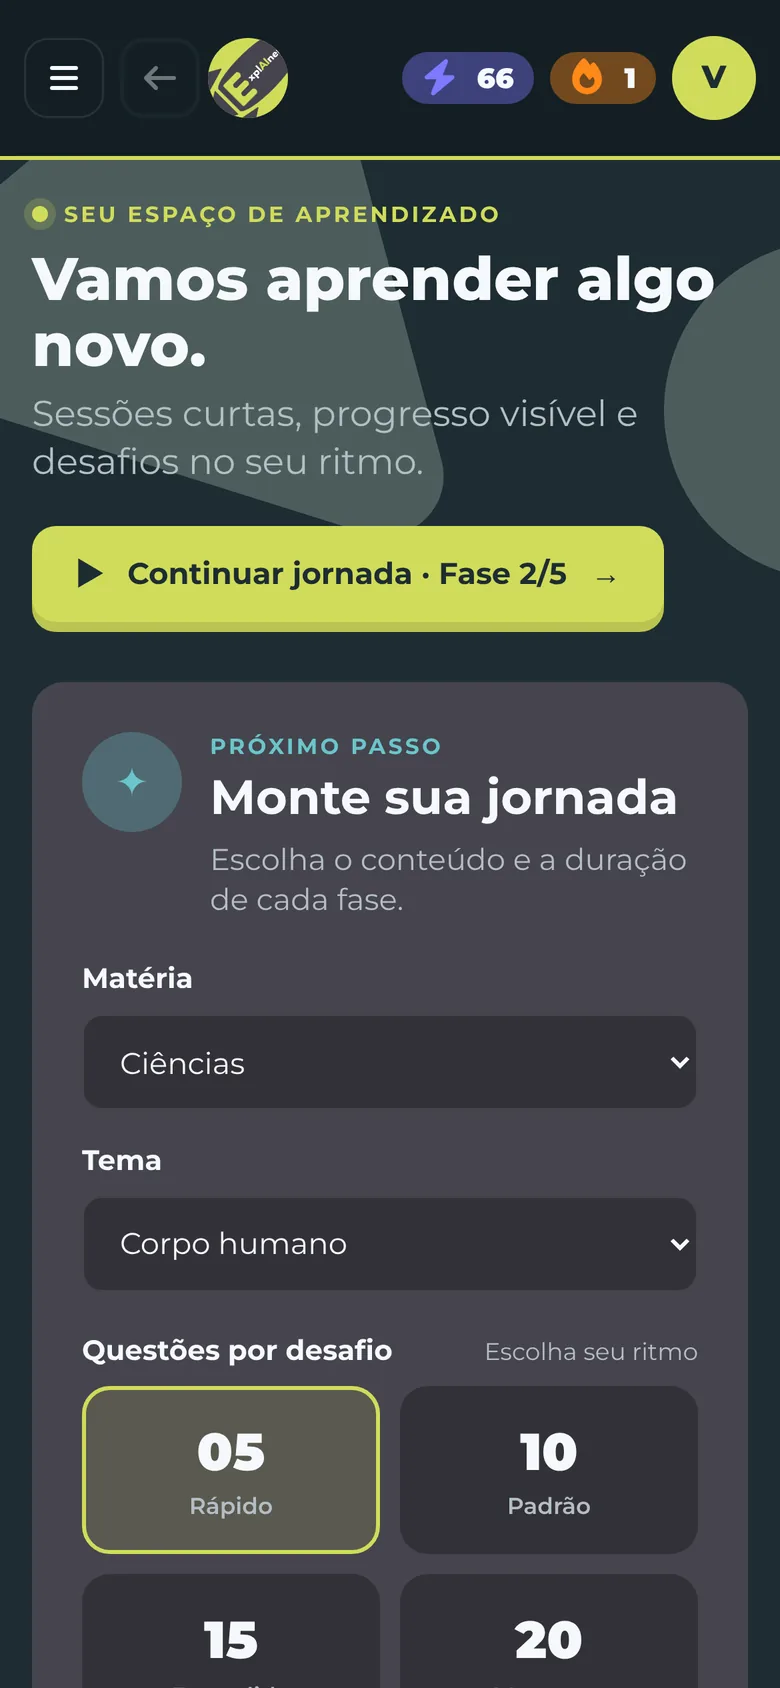 ExplAIne
66
1
V
SEU ESPAÇO DE APRENDIZADO
Vamos aprender algo
novo.
Sessões curtas, progresso visível e
desafios no seu ritmo.
Continuar jornada · Fase 2/5 →
PRÓXIMO PASSO
Monte sua jornada
Escolha o conteúdo e a duração
de cada fase.
Matéria
Ciências
Tema
Corpo humano
Questões por desafio
Escolha seu ritmo
05
10
Rápido
Padrão
15
20